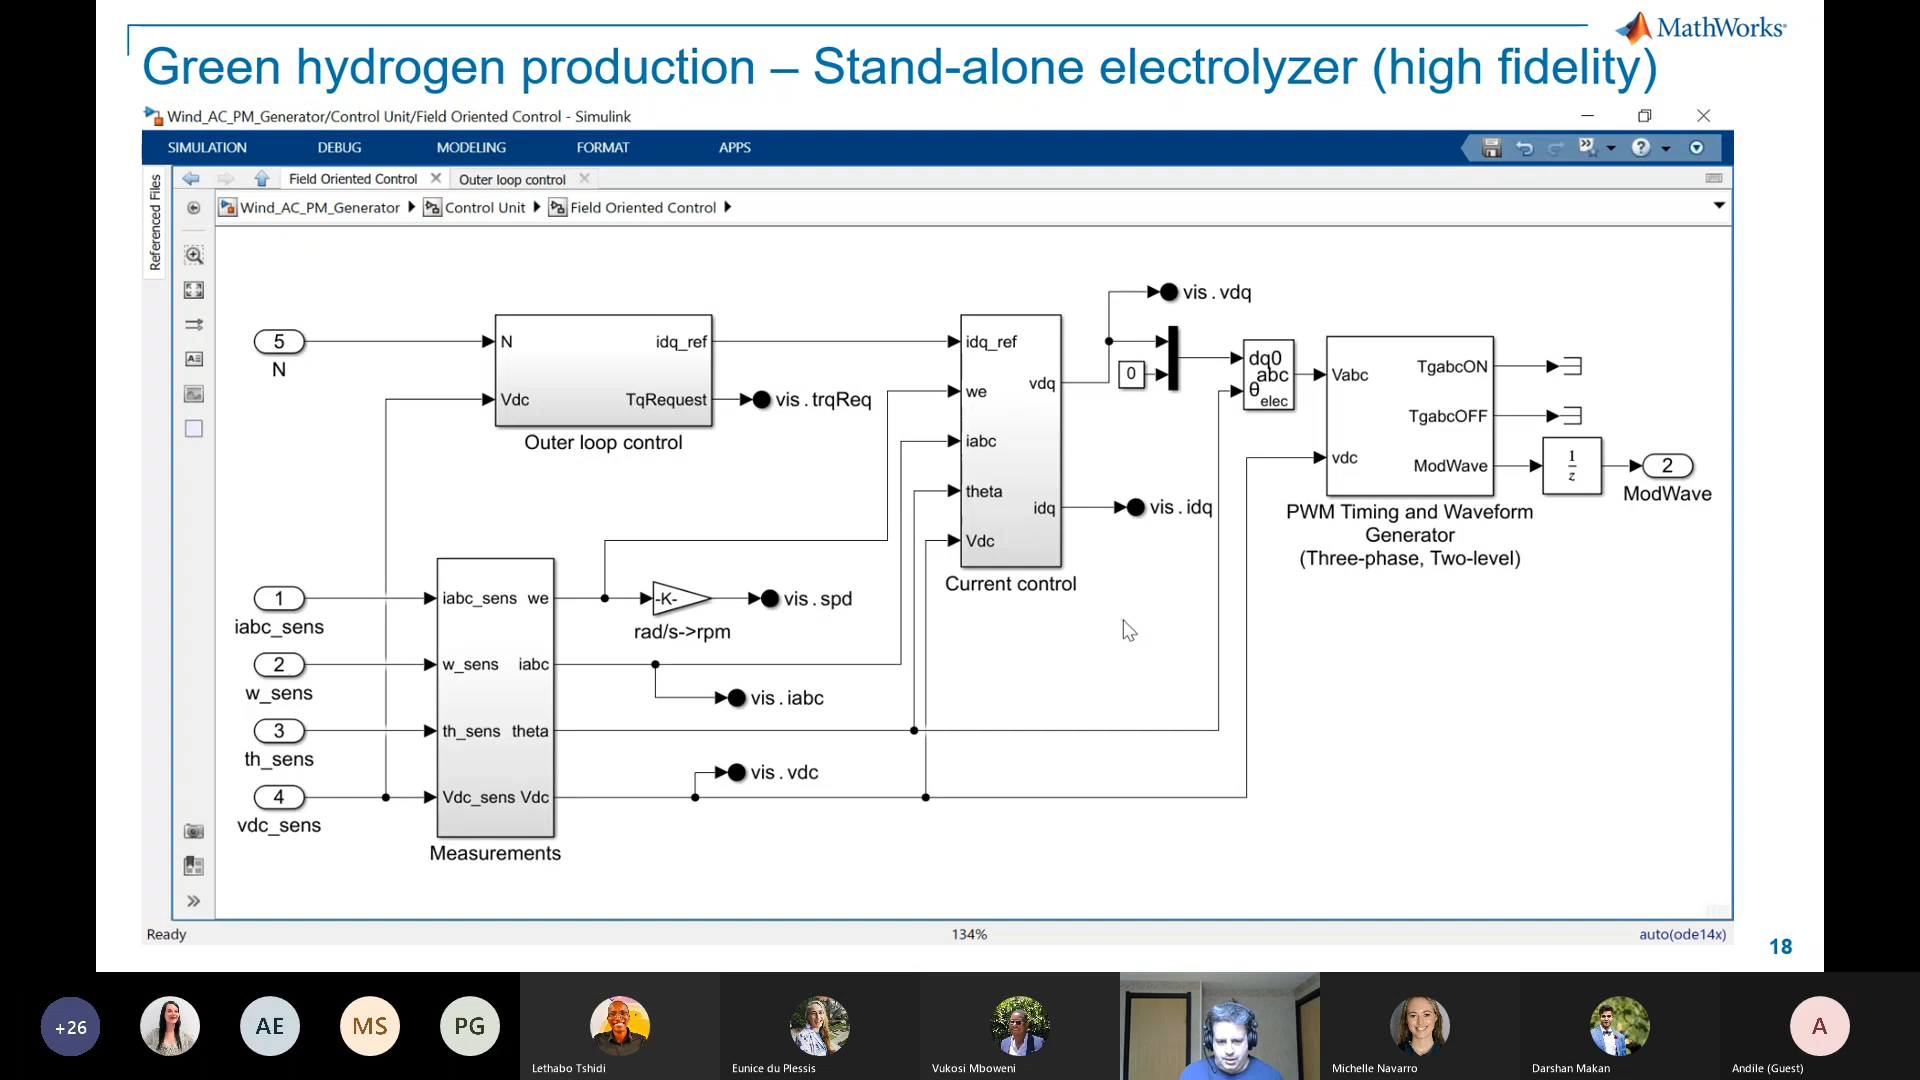 MathWorks®
Green hydrogen production – Stand-alone electrolyzer (high fidelity)
Wind_AC_PM_Generator/Control Unit/Field Oriented Control - Simulink
SIMULATION DEBUG MODELING FORMAT APPS
Referenced Files
Field Oriented Control Outer loop control
Wind_AC_PM_Generator Control Unit Field Oriented Control
vis.vdq
5
N
N idq_ref
Vdc TqRequest
Outer loop control
vis.trqReq
idq_ref
we
iabc
theta
Vdc
vdq
idq
Current control
vis.idq
0
dq0
abc
θ
elec
Vabc TgabcON
TgabcOFF
vdc ModWave
PWM Timing and Waveform
Generator
(Three-phase, Two-level)
1
z
2
ModWave
1
iabc_sens
2
w_sens
3
th_sens
4
vdc_sens
iabc_sens we
w_sens iabc
th_sens theta
Vdc_sens Vdc
Measurements
-K-
rad/s->rpm
vis.spd
vis.iabc
vis.vdc
Ready 134% auto(ode14x)
18
+26 AE MS PG A
Lethabo Tshidi Eunice du Plessis Vukosi Mboweni Michelle Navarro Darshan Makan Andile (Guest)